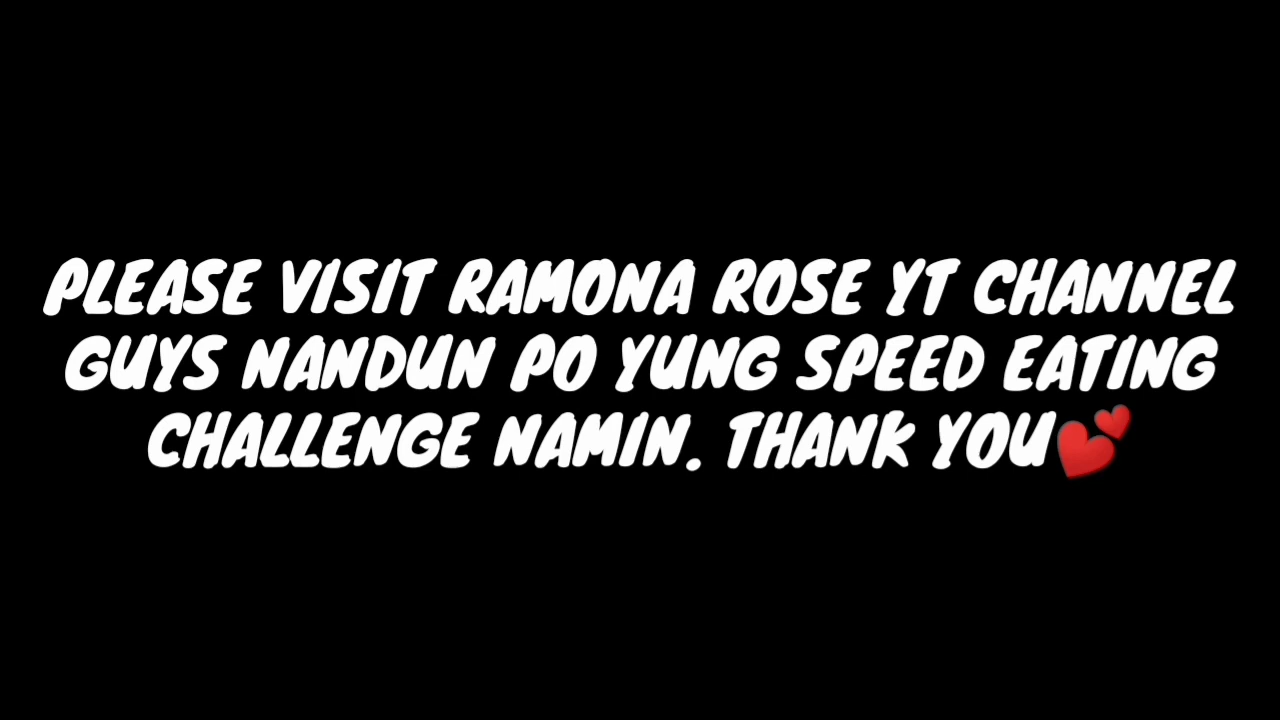 PLEASE VISIT RAMONA ROSE YT CHANNEL
GUYS NANDUN PO YUNG SPEED EATING
CHALLENGE NAMIN. THANK YOU💕